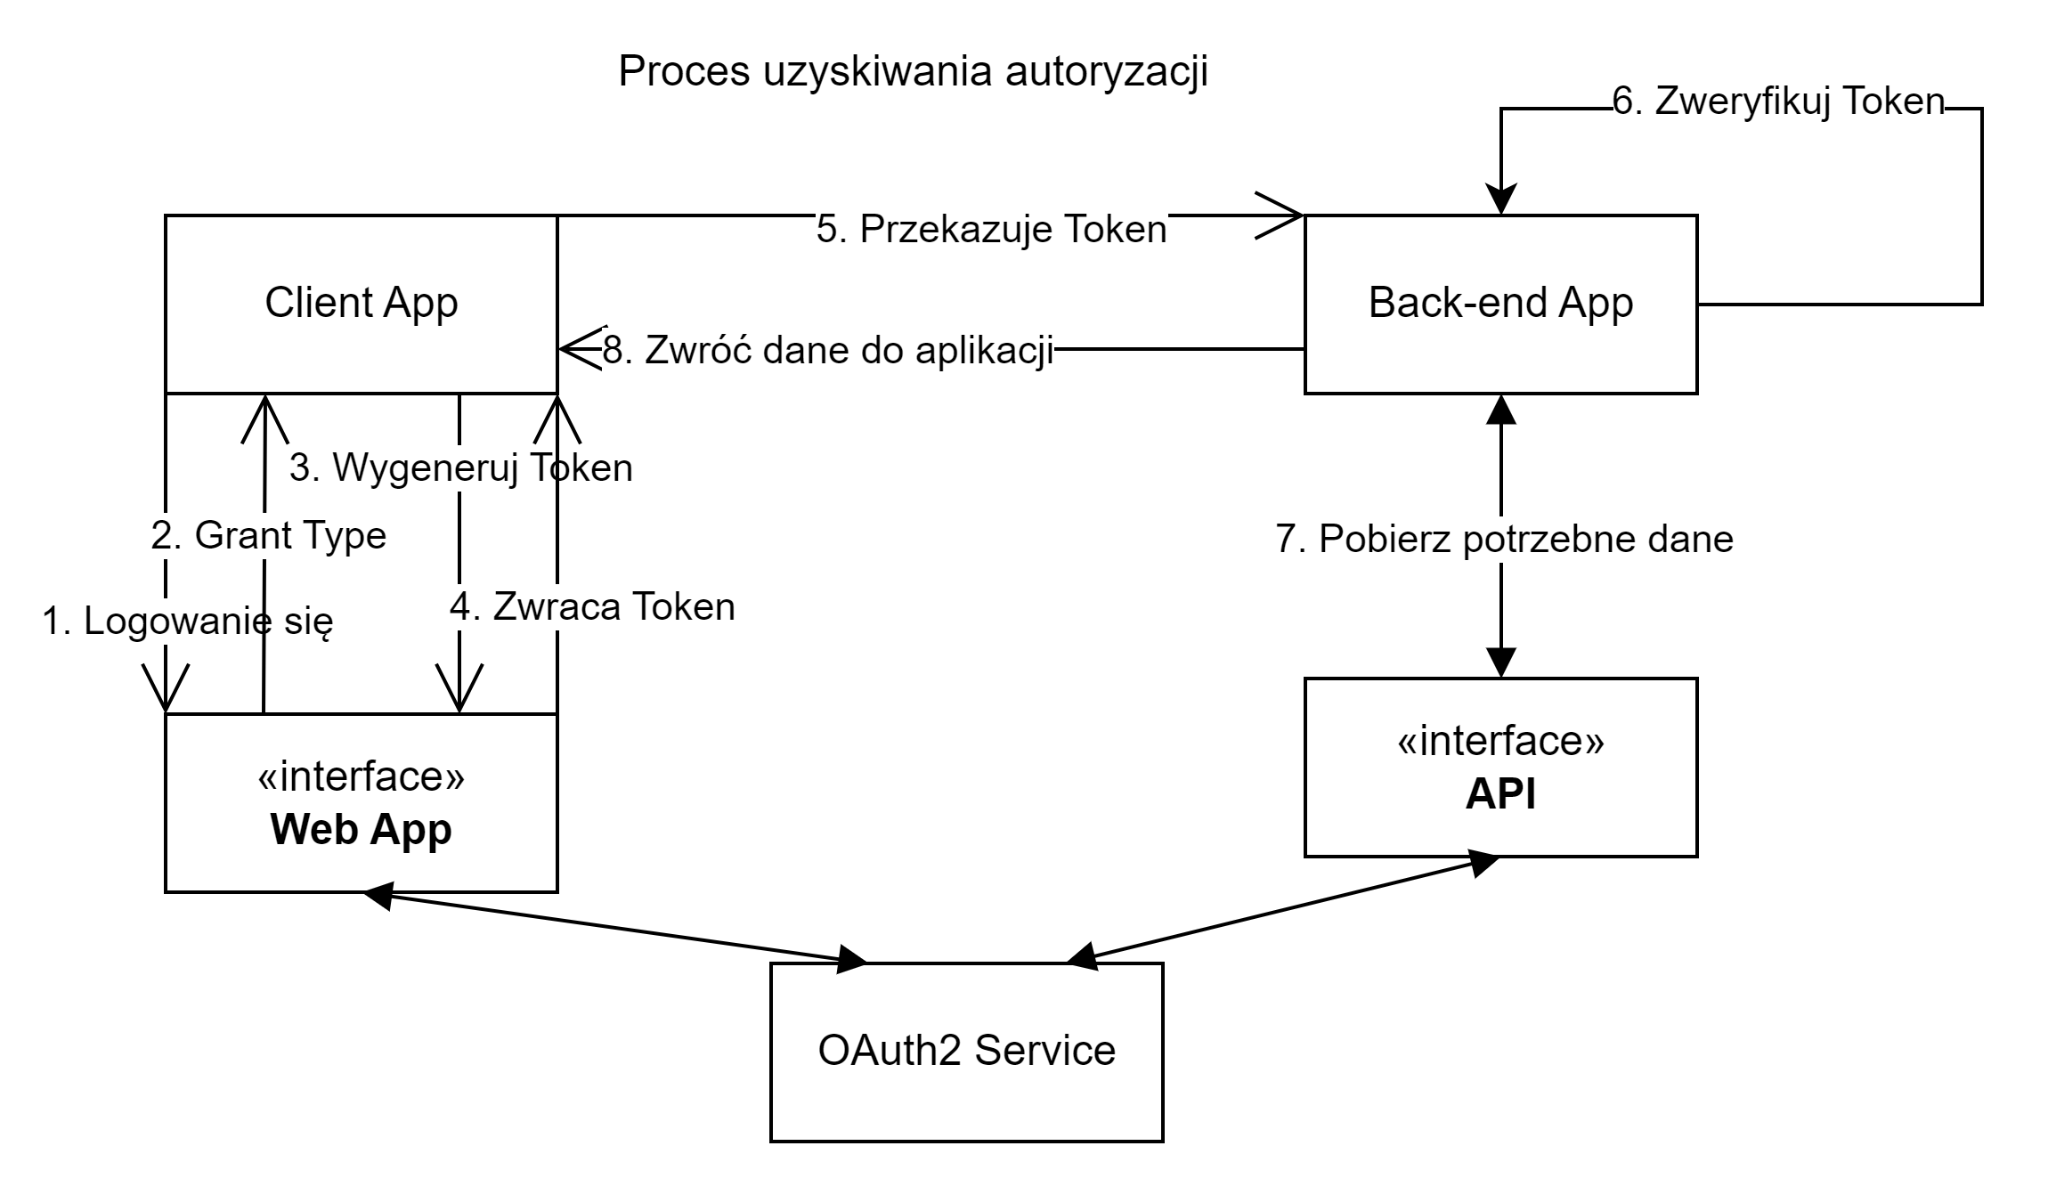 Proces uzyskiwania autoryzacji
6. Zweryfikuj Token
5. Przekazuje Token
Client App
Back-end App
8. Zwróć dane do aplikacji
3. Wygeneruj Token
2. Grant Type
7. Pobierz potrzebne dane
4. Zwraca Token
1. Logowanie się
«interface»
Web App
«interface»
API
OAuth2 Service